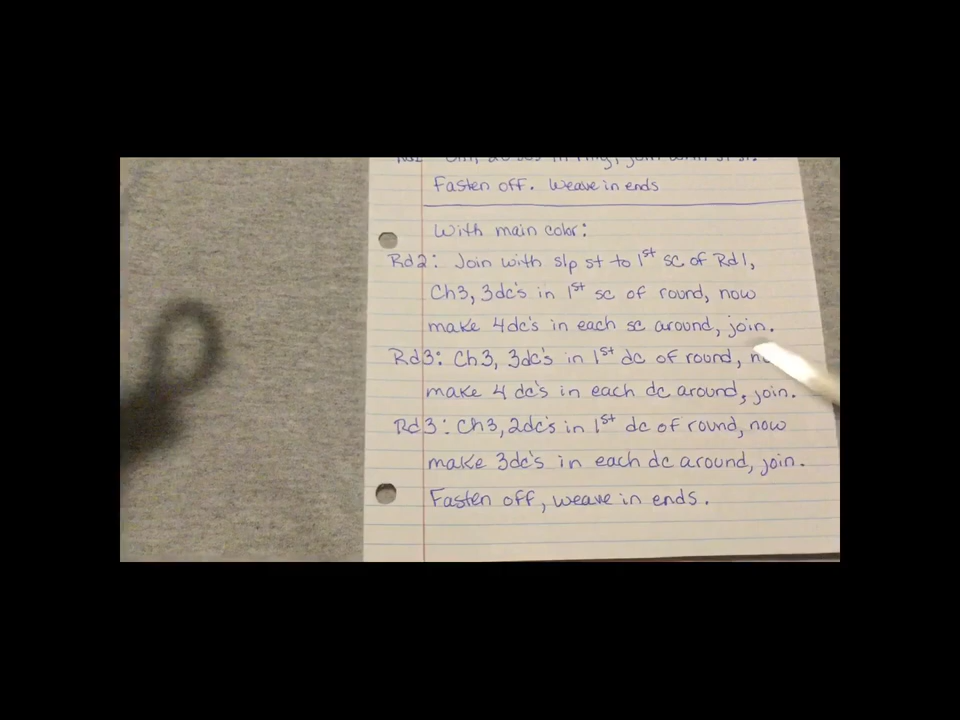 Fasten off. Weave in ends
With main color:
Rd2: Join with slp st to 1st sc of Rd1,
Ch3, 3dc's in 1st sc of round, now
make 4dc's in each sc around, join.
Rd3: Ch3, 3dc's in 1st dc of round,
make 4 dc's in each dc around, join.
Rd3: Ch3, 2dc's in 1st dc of round, now
make 3dc's in each dc around, join.
Fasten off, weave in ends.